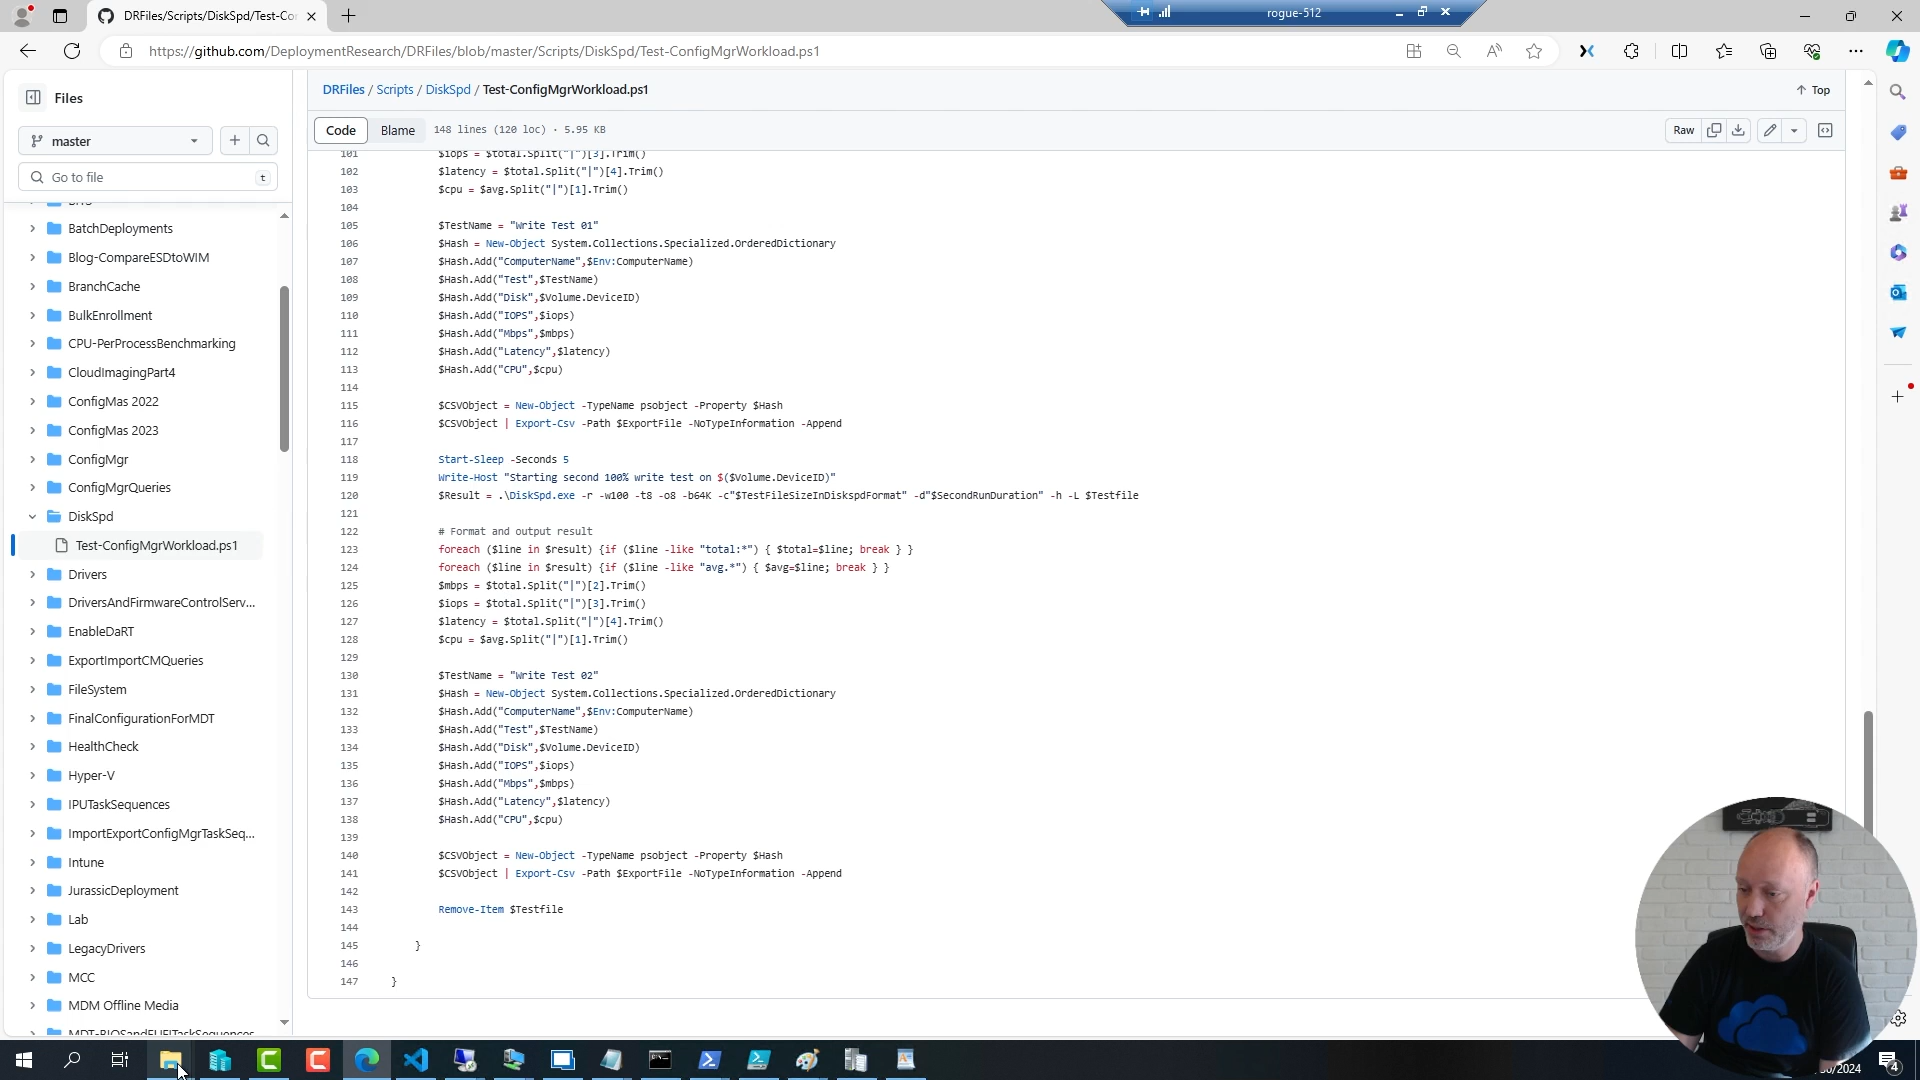 DRFiles/Scripts/DiskSpd/Test-Co
rogue-512
https://github.com/DeploymentResearch/DRFiles/blob/master/Scripts/DiskSpd/Test-ConfigMgrWorkload.ps1
Files
DRFiles / Scripts / DiskSpd / Test-ConfigMgrWorkload.ps1
Top
master
Code
Blame
148 lines (120 loc) · 5.95 KB
Raw
Go to file
t
BatchDeployments
Blog-CompareESDtoWIM
BranchCache
BulkEnrollment
CPU-PerProcessBenchmarking
CloudImagingPart4
ConfigMas 2022
ConfigMas 2023
ConfigMgr
ConfigMgrQueries
DiskSpd
Test-ConfigMgrWorkload.ps1
Drivers
DriversAndFirmwareControlServ...
EnableDaRT
ExportImportCMQueries
FileSystem
FinalConfigurationForMDT
HealthCheck
Hyper-V
IPUTaskSequences
ImportExportConfigMgrTaskSeq...
Intune
JurassicDeployment
Lab
LegacyDrivers
MCC
MDM Offline Media
MDT-BIOSandUEFITaskSequences
101 $iops = $total.Split("|")[3].Trim()
102 $latency = $total.Split("|")[4].Trim()
103 $cpu = $avg.Split("|")[1].Trim()
104
105 $TestName = "Write Test 01"
106 $Hash = New-Object System.Collections.Specialized.OrderedDictionary
107 $Hash.Add("ComputerName",$Env:ComputerName)
108 $Hash.Add("Test",$TestName)
109 $Hash.Add("Disk",$Volume.DeviceID)
110 $Hash.Add("IOPS",$iops)
111 $Hash.Add("Mbps",$mbps)
112 $Hash.Add("Latency",$latency)
113 $Hash.Add("CPU",$cpu)
114
115 $CSVObject = New-Object -TypeName psobject -Property $Hash
116 $CSVObject | Export-Csv -Path $ExportFile -NoTypeInformation -Append
117
118 Start-Sleep -Seconds 5
119 Write-Host "Starting second 100% write test on $($Volume.DeviceID)"
120 $Result = .\DiskSpd.exe -r -w100 -t8 -o8 -b64K -c"$TestFileSizeInDiskspdFormat" -d"$SecondRunDuration" -h -L $Testfile
121
122 # Format and output result
123 foreach ($line in $result) {if ($line -like "total:*") { $total=$line; break } }
124 foreach ($line in $result) {if ($line -like "avg.*") { $avg=$line; break } }
125 $mbps = $total.Split("|")[2].Trim()
126 $iops = $total.Split("|")[3].Trim()
127 $latency = $total.Split("|")[4].Trim()
128 $cpu = $avg.Split("|")[1].Trim()
129
130 $TestName = "Write Test 02"
131 $Hash = New-Object System.Collections.Specialized.OrderedDictionary
132 $Hash.Add("ComputerName",$Env:ComputerName)
133 $Hash.Add("Test",$TestName)
134 $Hash.Add("Disk",$Volume.DeviceID)
135 $Hash.Add("IOPS",$iops)
136 $Hash.Add("Mbps",$mbps)
137 $Hash.Add("Latency",$latency)
138 $Hash.Add("CPU",$cpu)
139
140 $CSVObject = New-Object -TypeName psobject -Property $Hash
141 $CSVObject | Export-Csv -Path $ExportFile -NoTypeInformation -Append
142
143 Remove-Item $Testfile
144
145 }
146
147 }
/2024
4